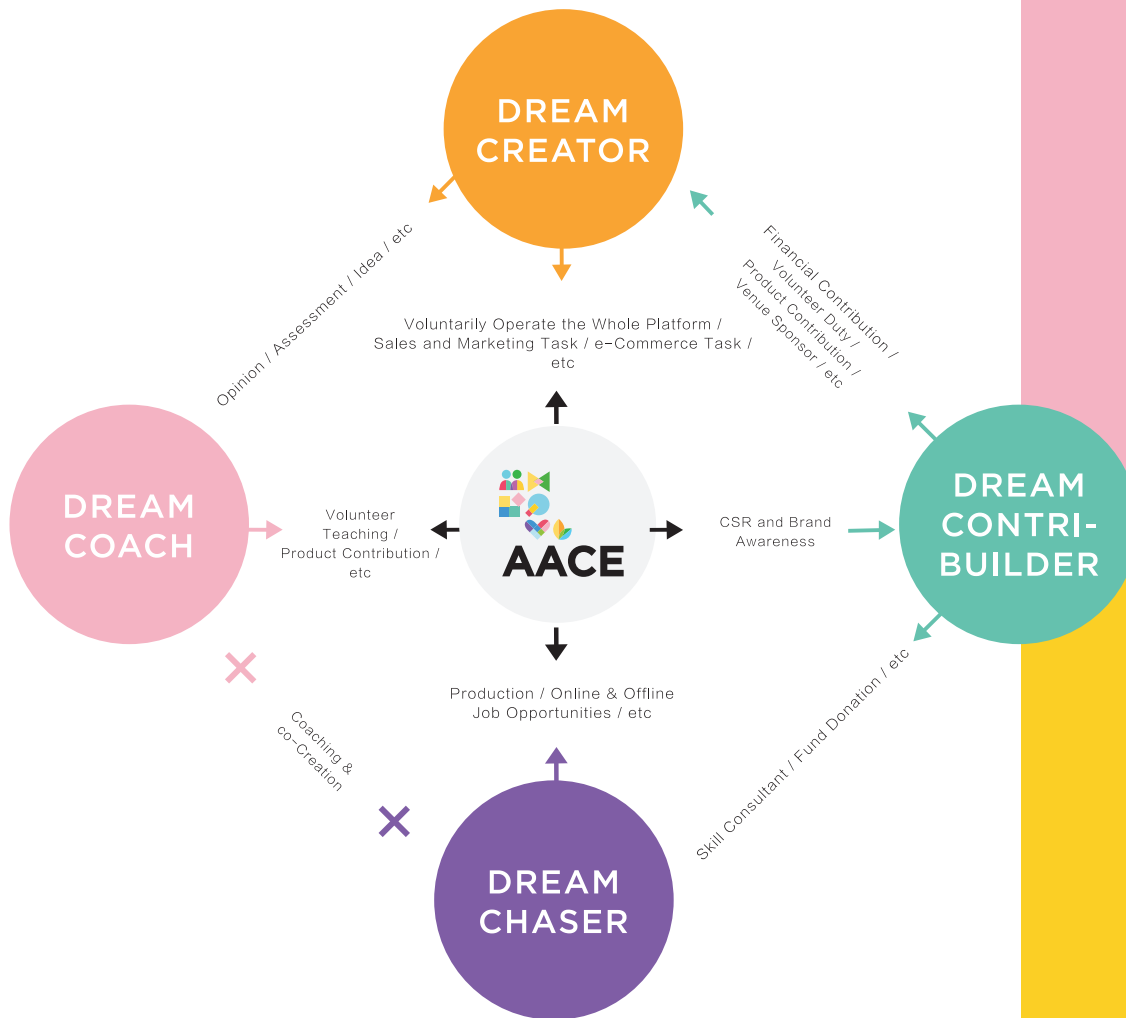 DREAM
CREATOR
Opinion / Assessment / Idea / etc
Financial Contribution /
Volunteer Duty /
Product Contribution /
Venue Sponsor / etc
Voluntarily Operate the Whole Platform /
Sales and Marketing Task / e-Commerce Task /
etc
DREAM
COACH
Volunteer
Teaching /
Product Contribution /
etc
AACE
CSR and Brand
Awareness
DREAM
CONTRI-
BUILDER
Production / Online & Offline
Job Opportunities / etc
Coaching &
co-Creation
Skill Consultant / Fund Donation / etc
DREAM
CHASER